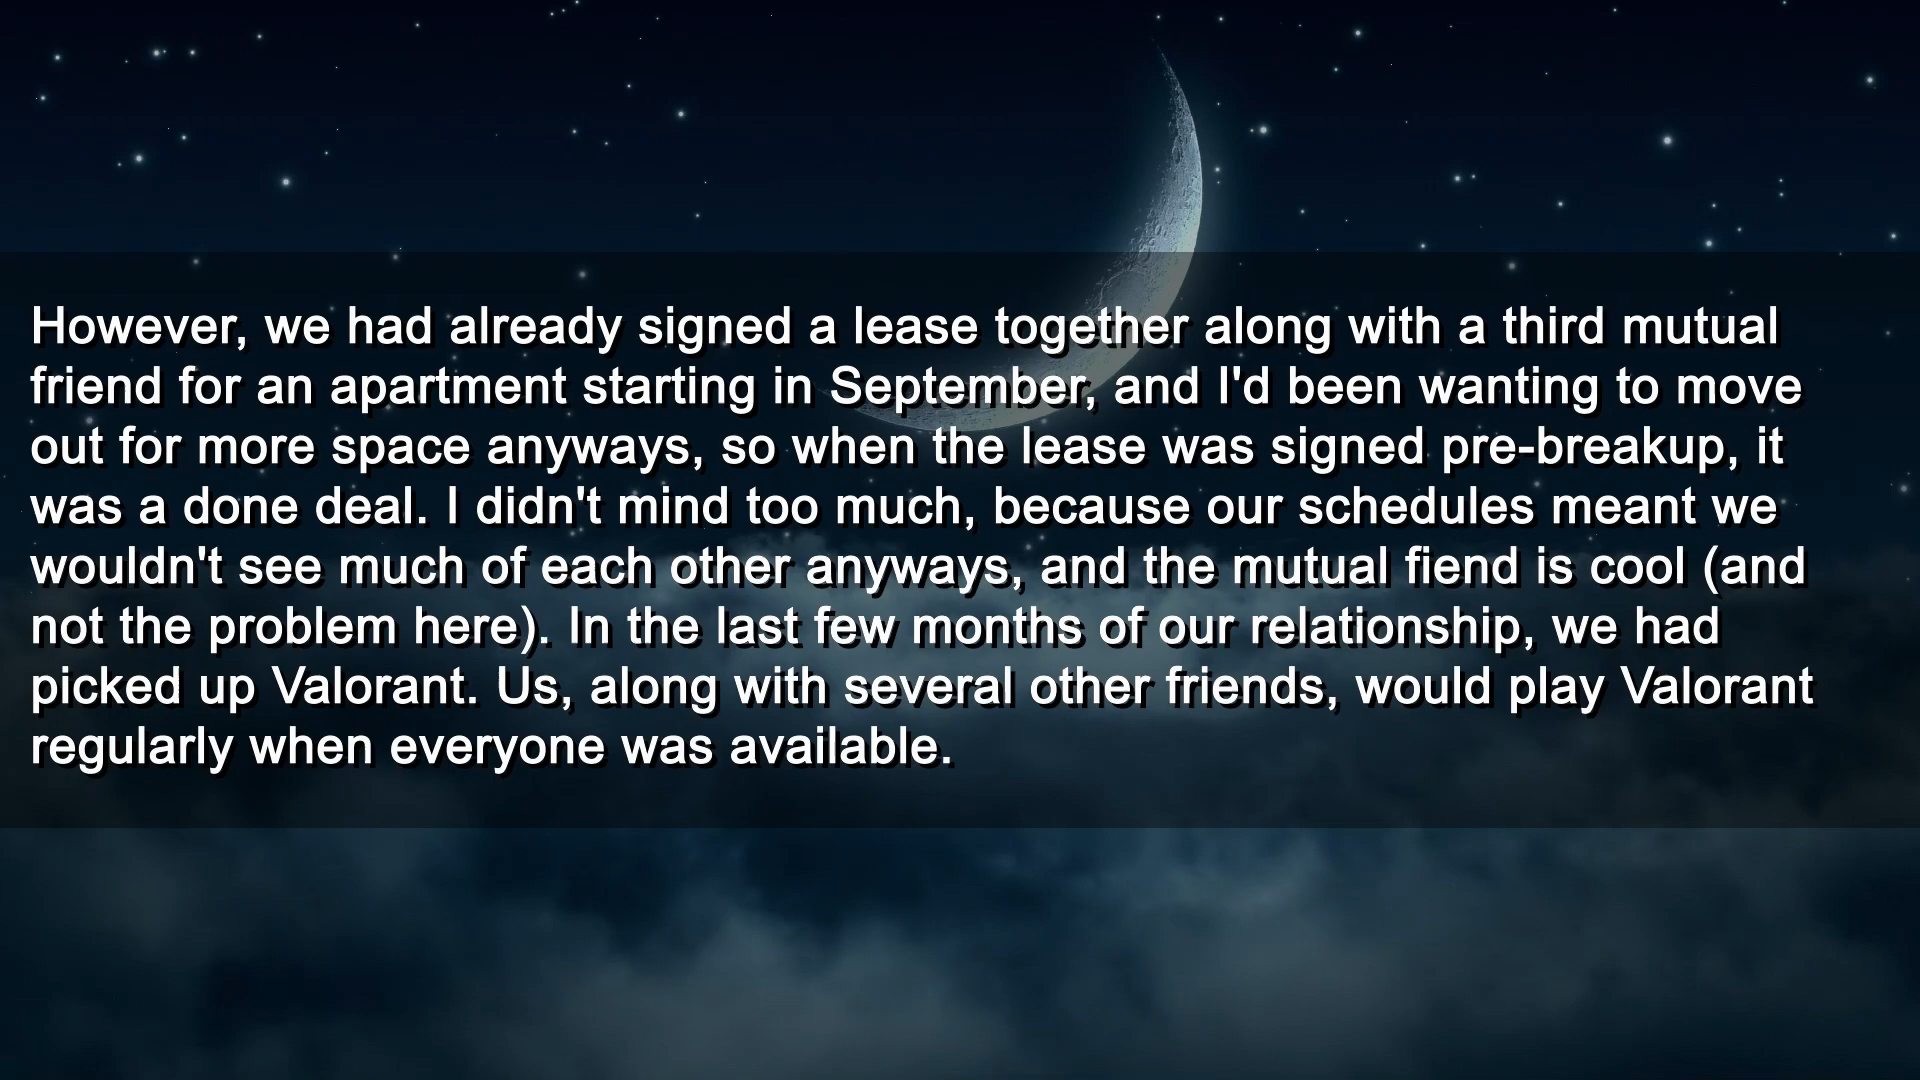 However, we had already signed a lease together along with a third mutual
friend for an apartment starting in September, and I'd been wanting to move
out for more space anyways, so when the lease was signed pre-breakup, it
was a done deal. I didn't mind too much, because our schedules meant we
wouldn't see much of each other anyways, and the mutual fiend is cool (and
not the problem here). In the last few months of our relationship, we had
picked up Valorant. Us, along with several other friends, would play Valorant
regularly when everyone was available.